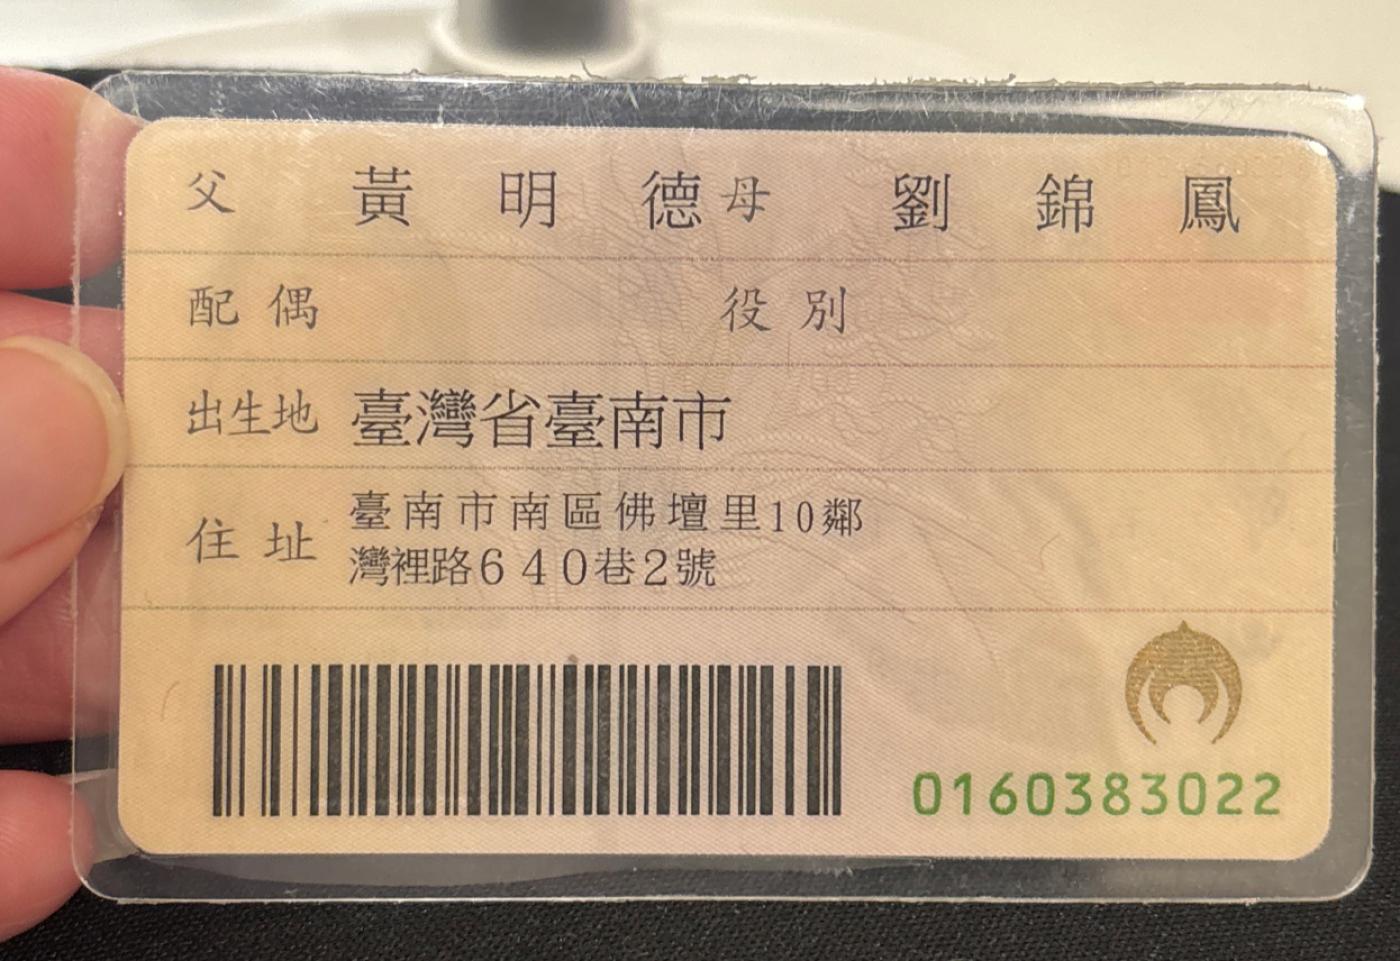 父 黃明德 母 劉錦鳳
配偶 役別
出生地 臺灣省臺南市
住址 臺南市南區佛壇里10鄰
灣裡路640巷2號
0160383022